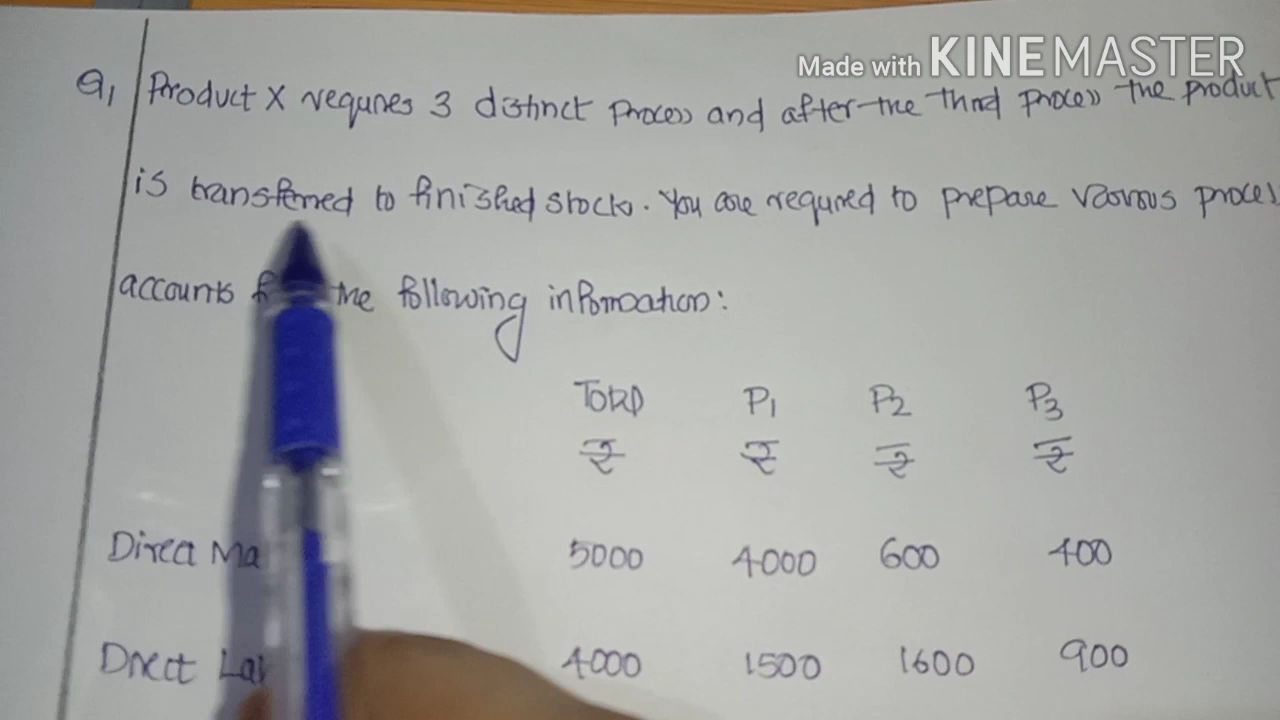 Made with KINEMASTER
Q1 Product X requires 3 distinct process and after the third process the product
is transferred to finished stock. You are required to prepare various proces
accounts the following information:
Total P1 P2 P3
₹ ₹ ₹ ₹
Direct Ma 5000 4000 600 400
Direct La 4000 1500 1600 900